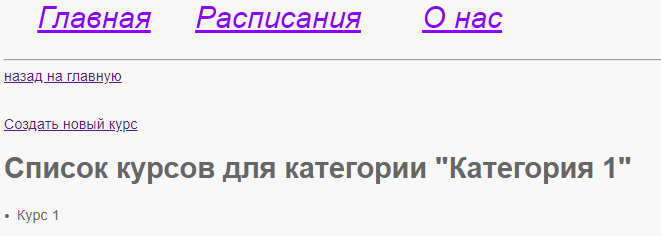 Главная Расписания О нас
назад на главную
Создать новый курс
Список курсов для категории "Категория 1"
• Курс 1